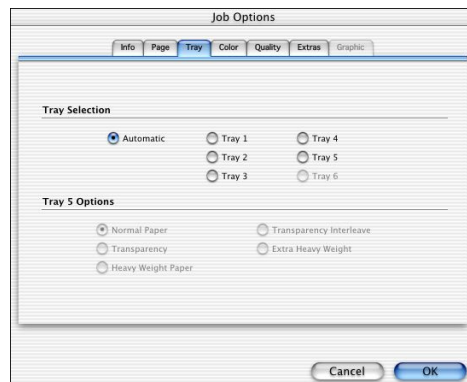 Job Options
Info Page Tray Color Quality Extras Graphic
Tray Selection
Automatic Tray 1 Tray 4
Tray 2 Tray 5
Tray 3 Tray 6
Tray 5 Options
Normal Paper Transparency Interleave
Transparency Extra Heavy Weight
Heavy Weight Paper
Cancel OK